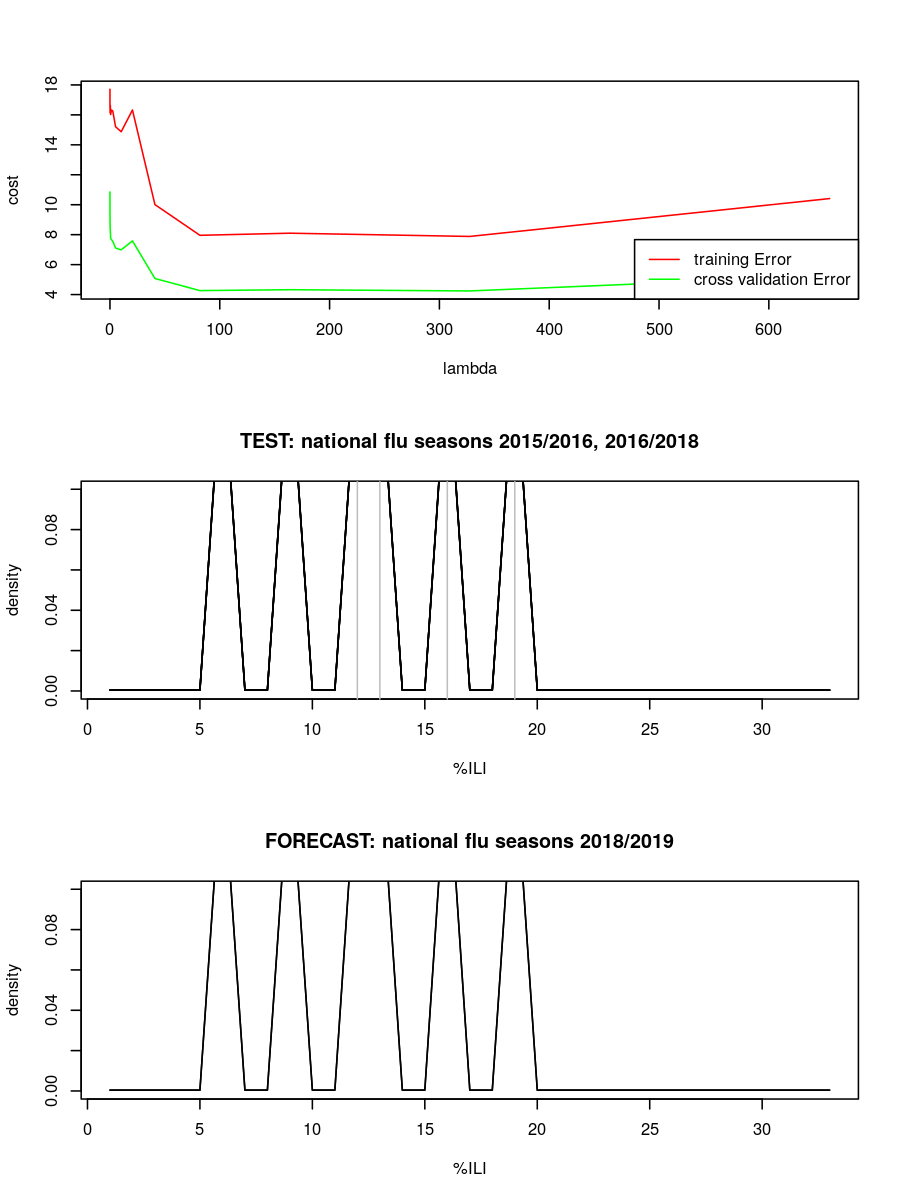 18
14
10
8
6
4
cost
training Error
cross validation Error
0 100 200 300 400 500 600
lambda
TEST: national flu seasons 2015/2016, 2016/2018
0.08
0.04
0.00
density
0 5 10 15 20 25 30
%ILI
FORECAST: national flu seasons 2018/2019
0.08
0.04
0.00
density
0 5 10 15 20 25 30
%ILI